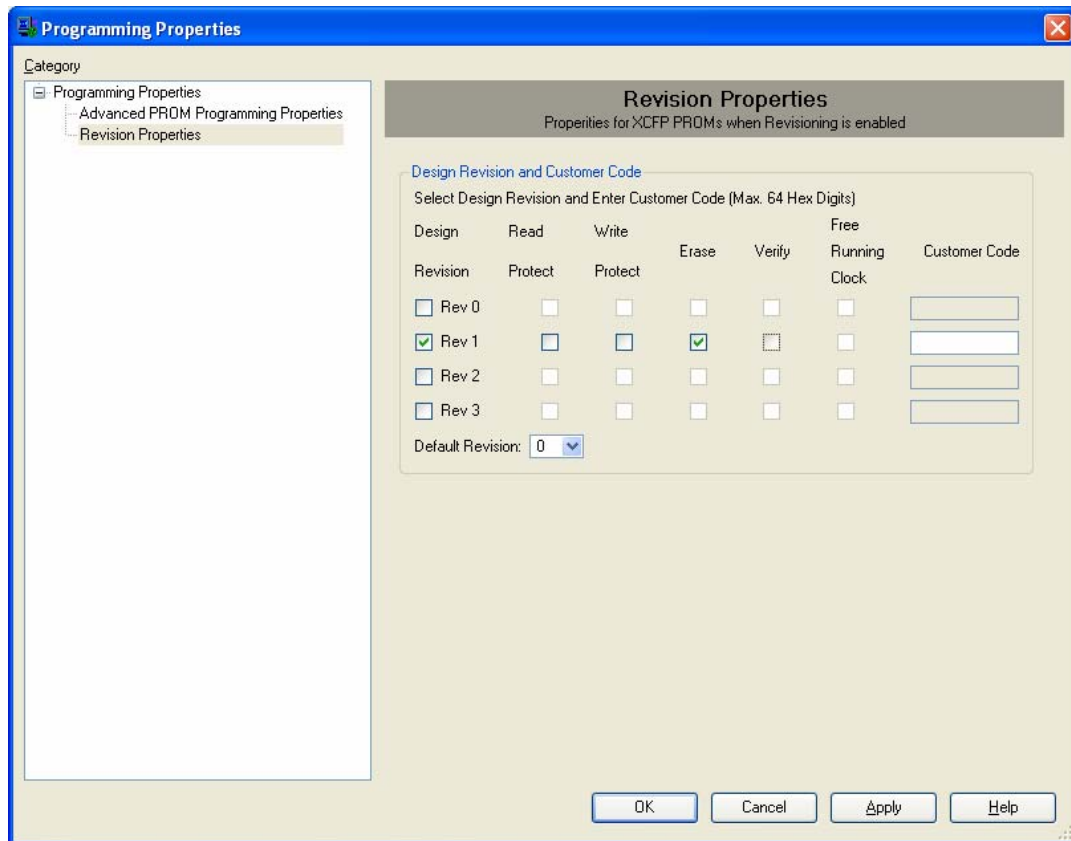 Programming Properties
Category
Programming Properties
Advanced PROM Programming Properties
Revision Properties
Revision Properties
Properities for XCFP PROMs when Revisioning is enabled
Design Revision and Customer Code
Select Design Revision and Enter Customer Code (Max. 64 Hex Digits)
Design Revision
Read Protect
Write Protect
Erase
Verify
Free Running Clock
Customer Code
Rev 0
Rev 1
Rev 2
Rev 3
Default Revision: 0
OK Cancel Apply Help